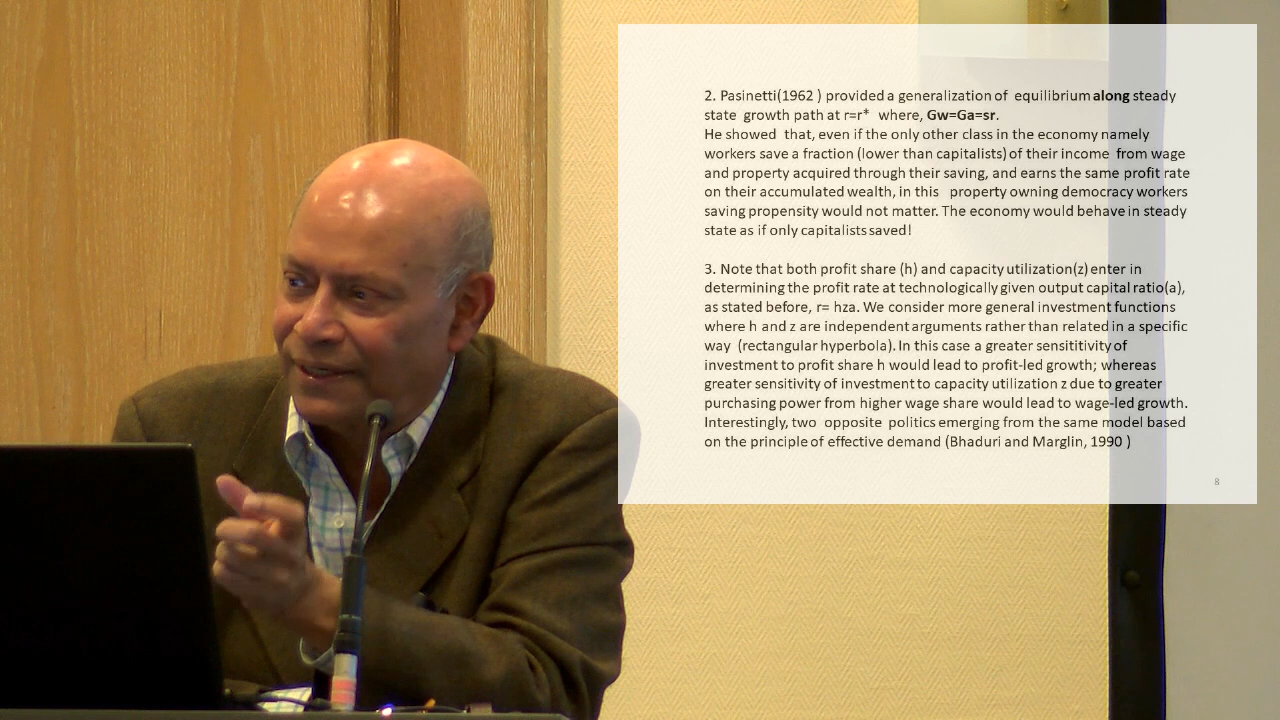 2. Pasinetti(1962 ) provided a generalization of equilibrium along steady
state growth path at r=r* where, Gw=Ga=sr.
He showed that, even if the only other class in the economy namely
workers save a fraction (lower than capitalists) of their income from wage
and property acquired through their saving, and earns the same profit rate
on their accumulated wealth, in this property owning democracy workers
saving propensity would not matter. The economy would behave in steady
state as if only capitalists saved!
3. Note that both profit share (h) and capacity utilization(z) enter in
determining the profit rate at technologically given output capital ratio(a),
as stated before, r= hza. We consider more general investment functions
where h and z are independent arguments rather than related in a specific
way (rectangular hyperbola). In this case a greater sensititivity of
investment to profit share h would lead to profit-led growth; whereas
greater sensitivity of investment to capacity utilization z due to greater
purchasing power from higher wage share would lead to wage-led growth.
Interestingly, two opposite politics emerging from the same model based
on the principle of effective demand (Bhaduri and Marglin, 1990 )
8